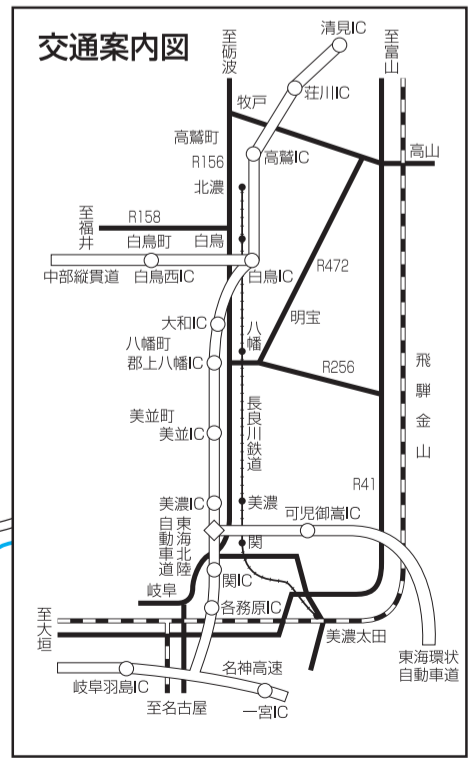 交通案内図
清見IC
至砺波
至富山
荘川IC
牧戸
高鷲町
R156
高鷲IC
高山
北濃
至福井
R158
白鳥町
白鳥
中部縦貫道
白鳥西IC
白鳥IC
R472
大和IC
八幡
明宝
八幡町
郡上八幡IC
R256
飛騨金山
美並町
美並IC
長良川鉄道
R41
美濃IC
美濃
可児御嵩IC
東海北陸
自動車道
関
関IC
岐阜
各務原IC
至大垣
美濃太田
東海環状
自動車道
名神高速
岐阜羽島IC
至名古屋
一宮IC